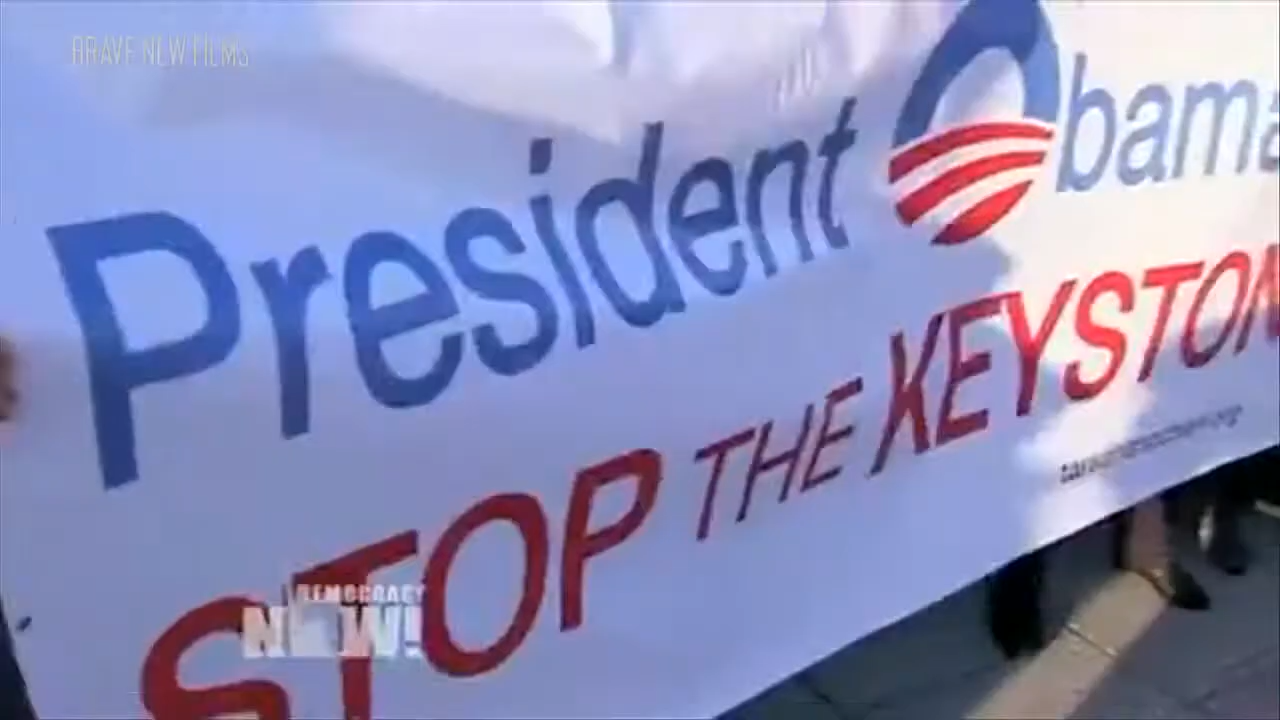 BRAVE NEW FILMS
President Obama
STOP THE KEYSTON
DEMOCRACY
NOW!